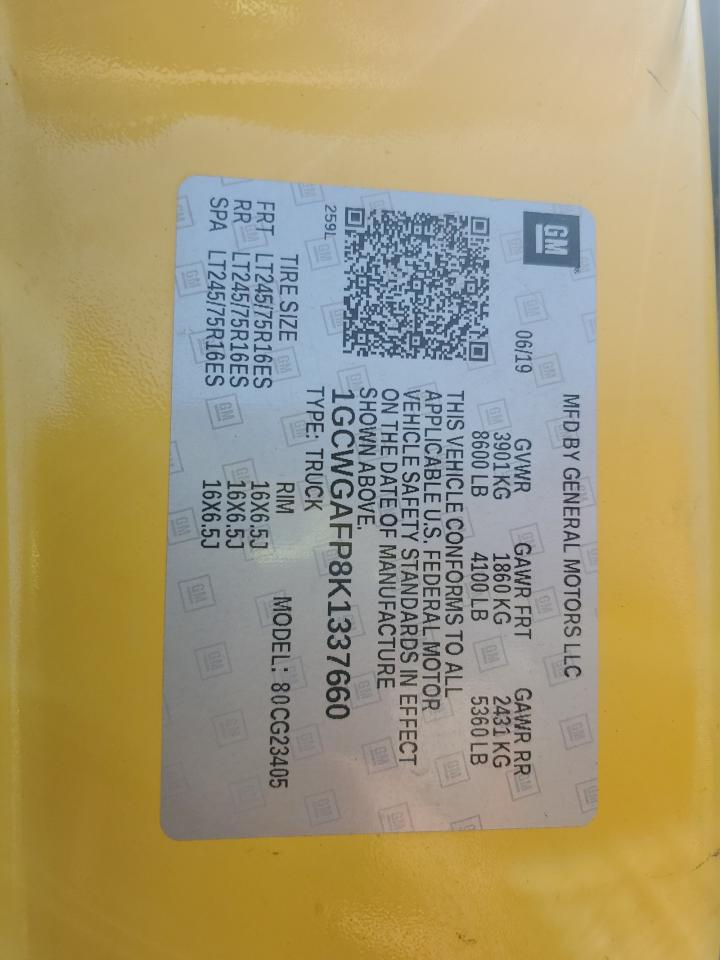 GM
MFD BY GENERAL MOTORS LLC
06/19 GVWR GAWR FRT GAWR RR
3901KG 1860 KG 2431 KG
8600 LB 4100 LB 5360 LB
THIS VEHICLE CONFORMS TO ALL
APPLICABLE U.S. FEDERAL MOTOR
VEHICLE SAFETY STANDARDS IN EFFECT
ON THE DATE OF MANUFACTURE
SHOWN ABOVE.
1GCWGAFP8K1337660
259L TYPE: TRUCK
TIRE SIZE RIM MODEL: 80CG23405
FRT LT245/75R16ES 16X6.5J
RR LT245/75R16ES 16X6.5J
SPA LT245/75R16ES 16X6.5J